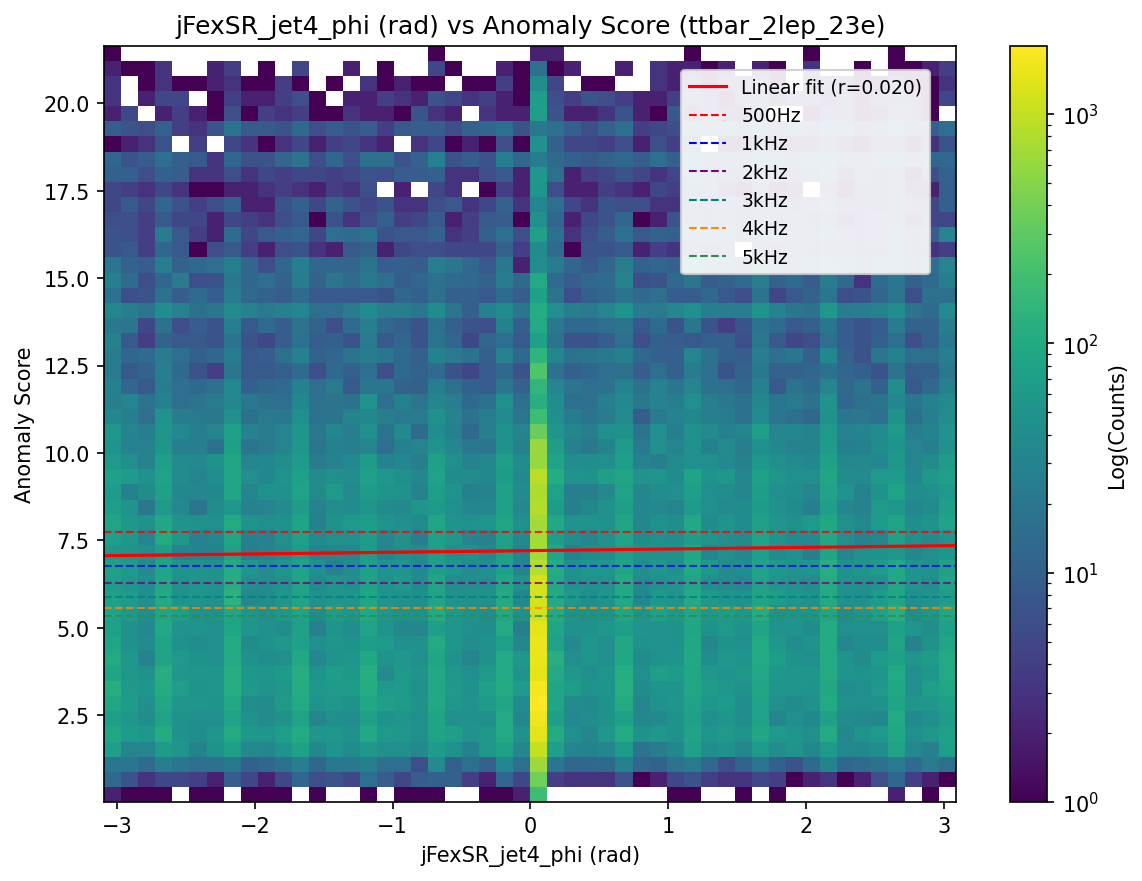 jFexSR_jet4_phi (rad) vs Anomaly Score (ttbar_2lep_23e)
Linear fit (r=0.020)
500Hz
1kHz
2kHz
3kHz
4kHz
5kHz
Anomaly Score
20.0
17.5
15.0
12.5
10.0
7.5
5.0
2.5
−3
−2
−1
0
1
2
3
jFexSR_jet4_phi (rad)
10³
10²
10¹
10⁰
Log(Counts)